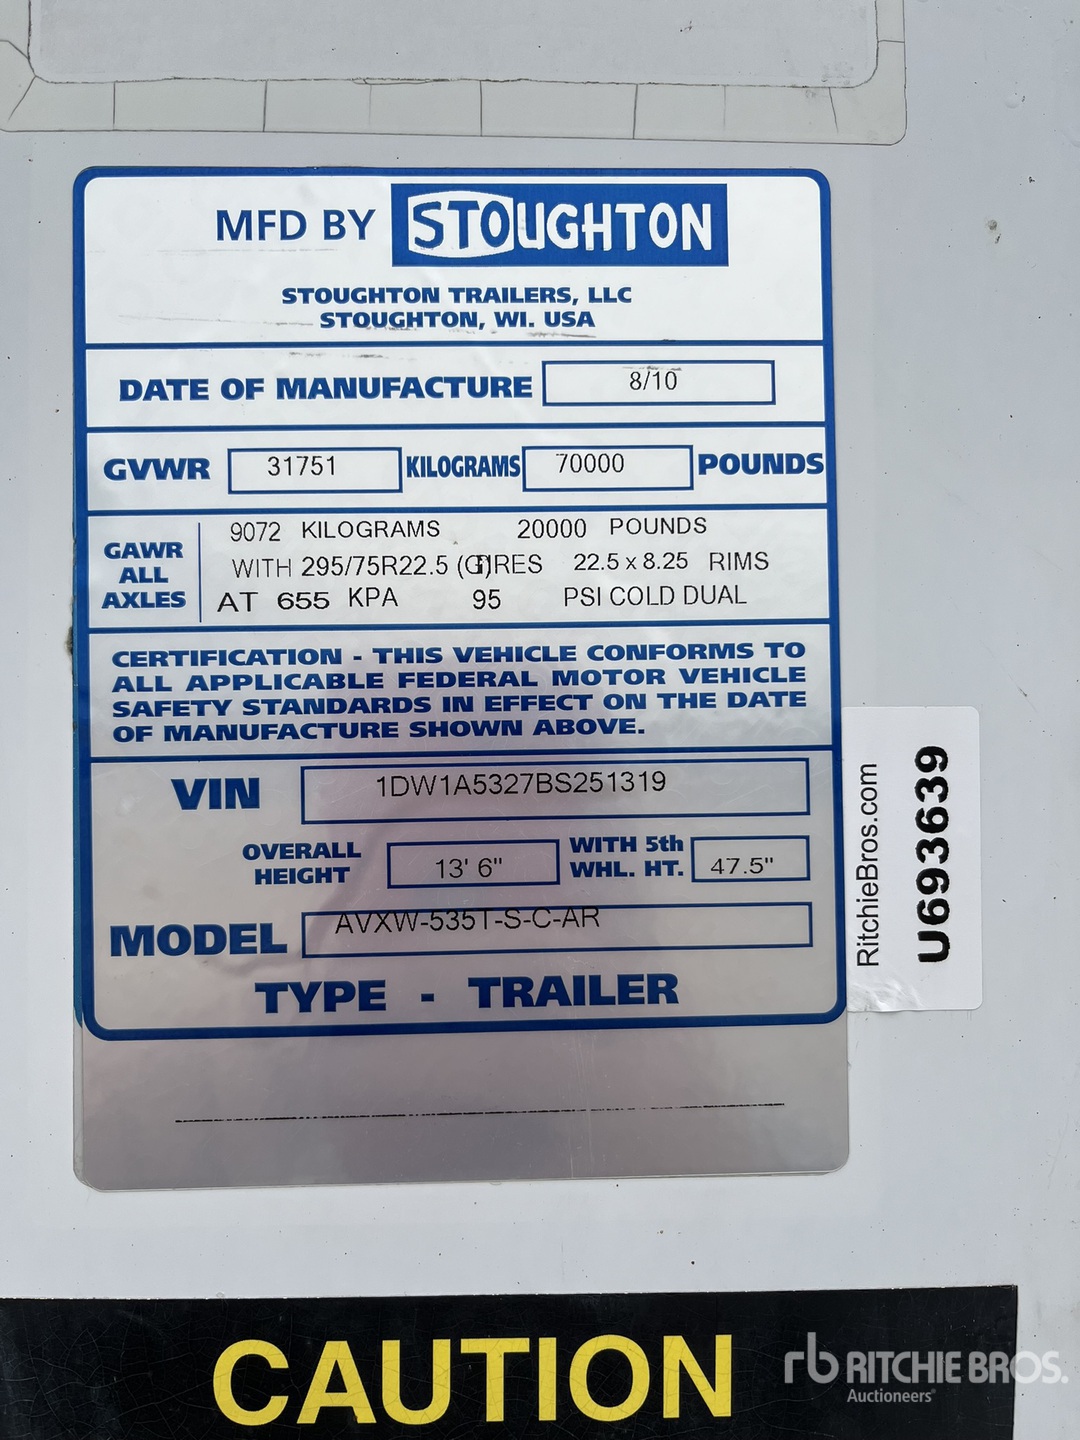 MFD BY STOUGHTON
STOUGHTON TRAILERS, LLC
STOUGHTON, WI. USA
DATE OF MANUFACTURE 8/10
GVWR 31751 KILOGRAMS 70000 POUNDS
GAWR ALL AXLES
9072 KILOGRAMS 20000 POUNDS
WITH 295/75R22.5 (G)TIRES 22.5 x 8.25 RIMS
AT 655 KPA 95 PSI COLD DUAL
CERTIFICATION - THIS VEHICLE CONFORMS TO
ALL APPLICABLE FEDERAL MOTOR VEHICLE
SAFETY STANDARDS IN EFFECT ON THE DATE
OF MANUFACTURE SHOWN ABOVE.
VIN 1DW1A5327BS251319
OVERALL HEIGHT 13' 6" WITH 5th WHL. HT. 47.5"
MODEL AVXW-535T-S-C-AR
TYPE - TRAILER
RitchieBros.com
U693639
CAUTION
rb RITCHIE BROS.
Auctioneers